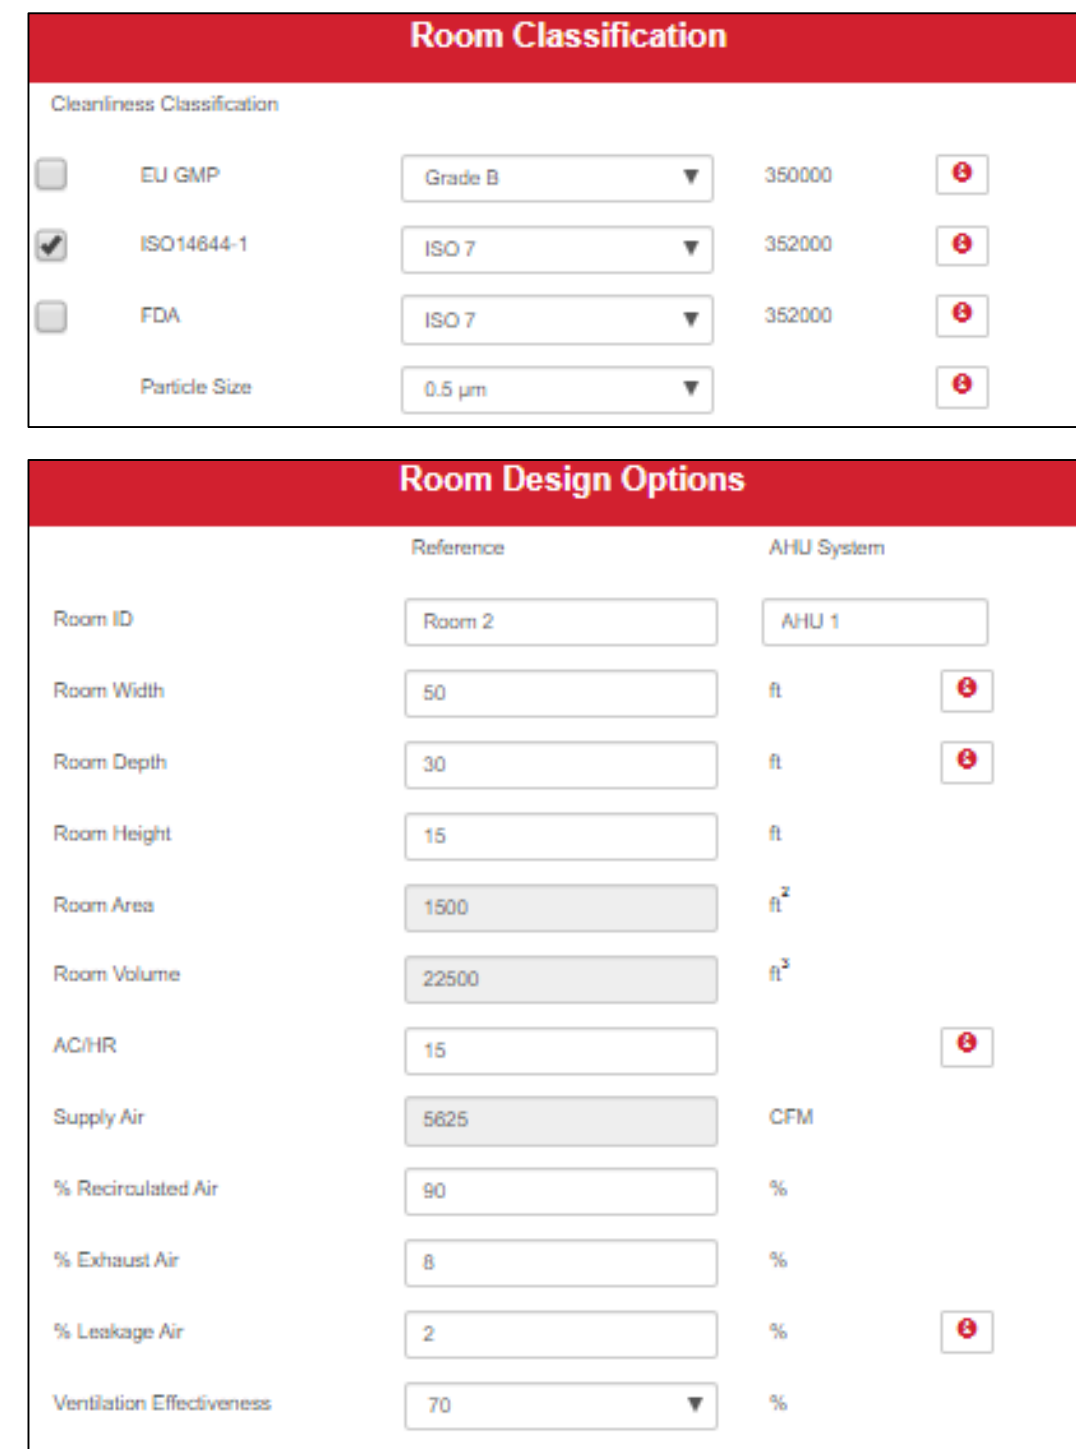 Room Classification
Cleanliness Classification
EU GMP Grade B 350000
ISO14644-1 ISO 7 352000
FDA ISO 7 352000
Particle Size 0.5 µm
Room Design Options
Reference AHU System
Room ID Room 2 AHU 1
Room Width 50 ft
Room Depth 30 ft
Room Height 15 ft
Room Area 1500 ft²
Room Volume 22500 ft³
AC/HR 15
Supply Air 5625 CFM
% Recirculated Air 90 %
% Exhaust Air 8 %
% Leakage Air 2 %
Ventilation Effectiveness 70 %